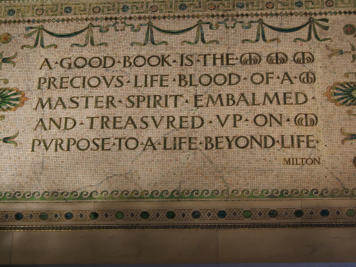 A·GOOD·BOOK·IS·THE·
PRECIOVS·LIFE·BLOOD·OF·A·
MASTER·SPIRIT·EMBALMED·
AND·TREASVRED·VP·ON·
PVRPOSE·TO·A·LIFE·BEYOND·LIFE·
MILTON